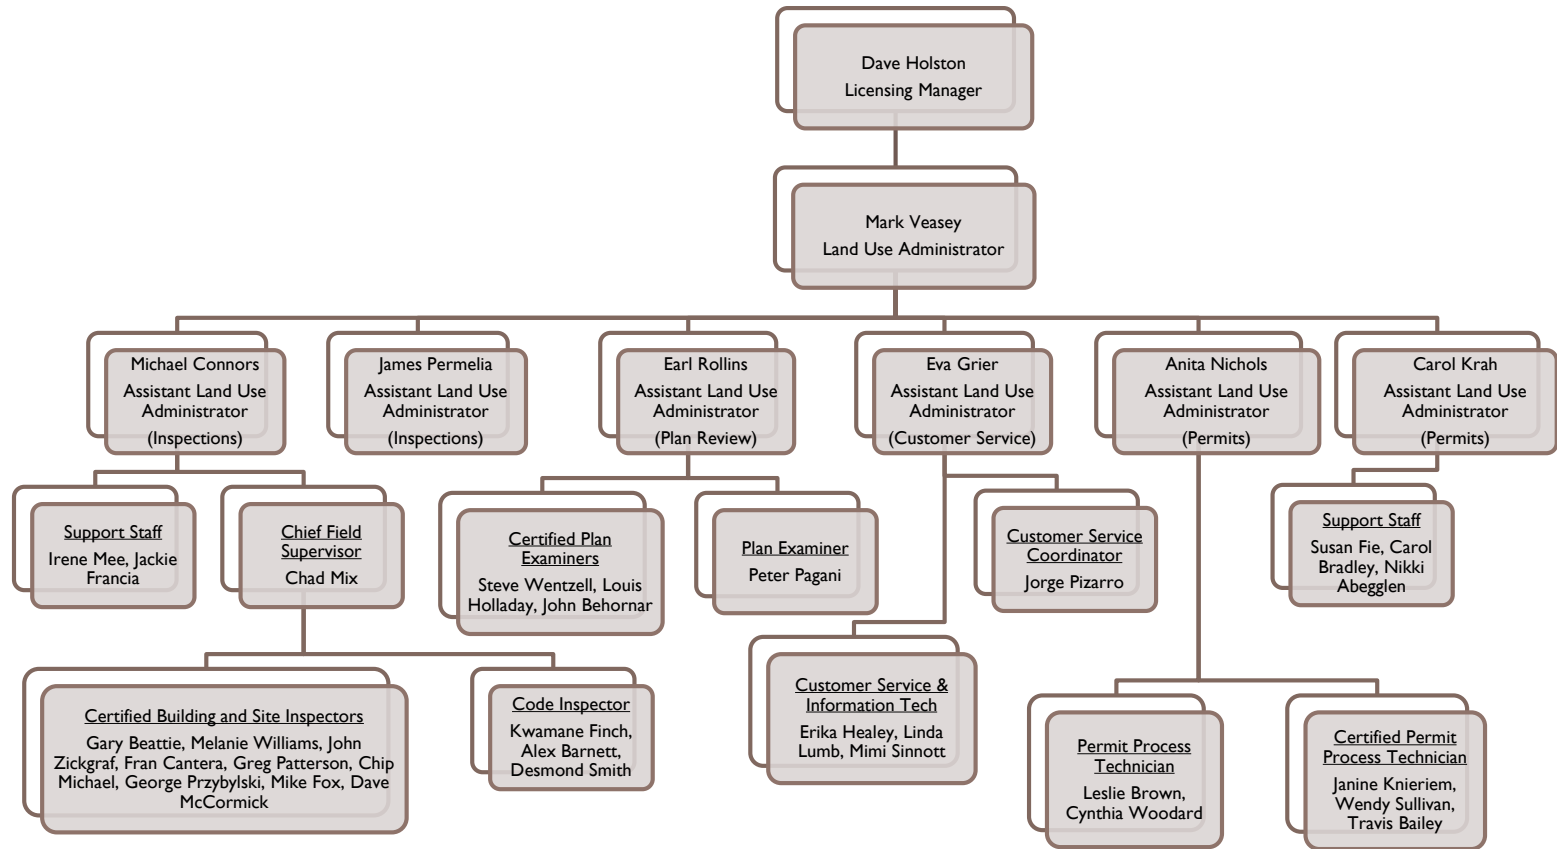 Dave Holston
Licensing Manager
Mark Veasey
Land Use Administrator
Michael Connors
Assistant Land Use
Administrator
(Inspections)
James Permelia
Assistant Land Use
Administrator
(Inspections)
Earl Rollins
Assistant Land Use
Administrator
(Plan Review)
Eva Grier
Assistant Land Use
Administrator
(Customer Service)
Anita Nichols
Assistant Land Use
Administrator
(Permits)
Carol Krah
Assistant Land Use
Administrator
(Permits)
Support Staff
Irene Mee, Jackie
Francia
Chief Field
Supervisor
Chad Mix
Certified Plan
Examiners
Steve Wentzell, Louis
Holladay, John Behornar
Plan Examiner
Peter Pagani
Customer Service
Coordinator
Jorge Pizarro
Support Staff
Susan Fie, Carol
Bradley, Nikki
Abegglen
Certified Building and Site Inspectors
Gary Beattie, Melanie Williams, John
Zickgraf, Fran Cantera, Greg Patterson, Chip
Michael, George Przybylski, Mike Fox, Dave
McCormick
Code Inspector
Kwamane Finch,
Alex Barnett,
Desmond Smith
Customer Service &
Information Tech
Erika Healey, Linda
Lumb, Mimi Sinnott
Permit Process
Technician
Leslie Brown,
Cynthia Woodard
Certified Permit
Process Technician
Janine Knieriem,
Wendy Sullivan,
Travis Bailey